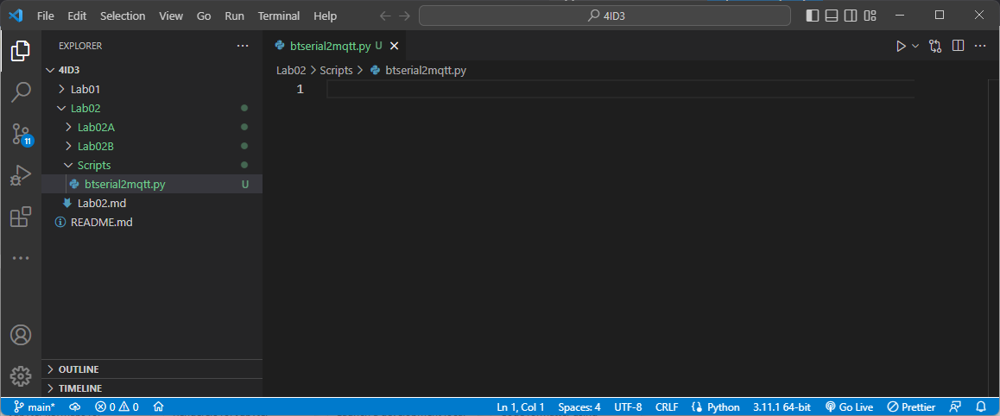 File Edit Selection View Go Run Terminal Help 4ID3
EXPLORER
4ID3
Lab01
Lab02
Lab02A
Lab02B
Scripts
btserial2mqtt.py U
Lab02.md
README.md
OUTLINE
TIMELINE
11
btserial2mqtt.py U
Lab02 > Scripts > btserial2mqtt.py
1
main* 0 0 Ln 1, Col 1 Spaces: 4 UTF-8 CRLF Python 3.11.1 64-bit Go Live Prettier